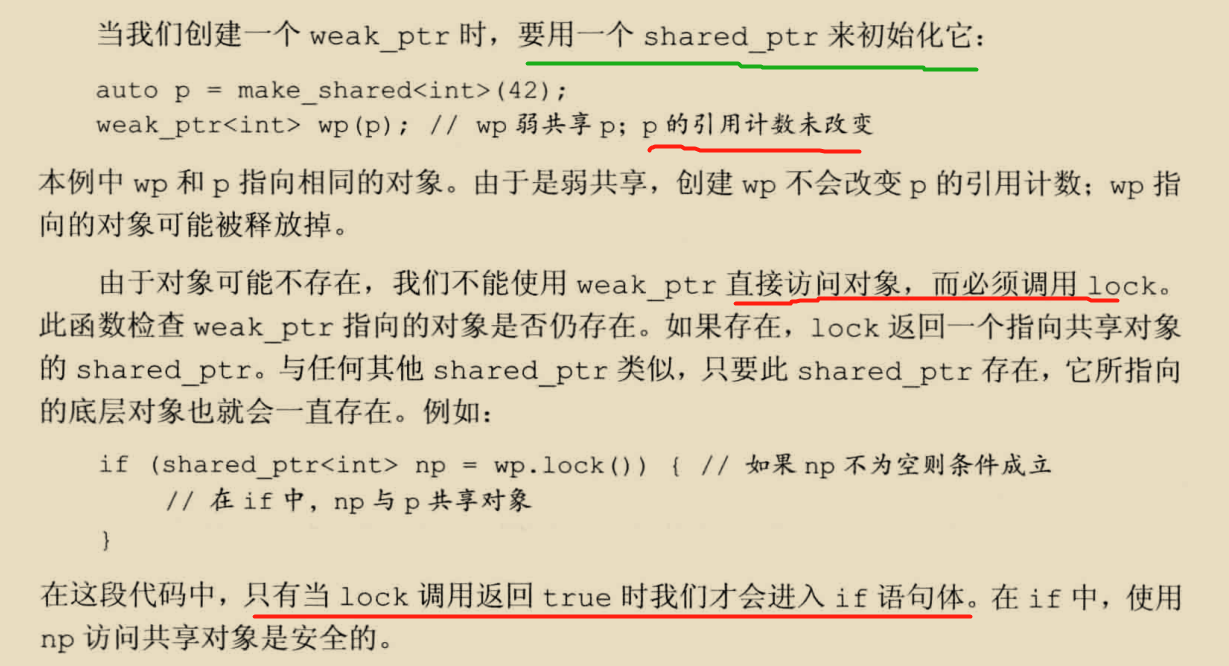 当我们创建一个 weak_ptr 时，要用一个 shared_ptr 来初始化它：
auto p = make_shared<int>(42);
weak_ptr<int> wp(p); // wp 弱共享 p；p 的引用计数未改变
本例中 wp 和 p 指向相同的对象。由于是弱共享，创建 wp 不会改变 p 的引用计数；wp 指
向的对象可能被释放掉。
由于对象可能不存在，我们不能使用 weak_ptr 直接访问对象，而必须调用 lock。
此函数检查 weak_ptr 指向的对象是否仍存在。如果存在，lock 返回一个指向共享对象
的 shared_ptr。与任何其他 shared_ptr 类似，只要此 shared_ptr 存在，它所指向
的底层对象也就会一直存在。例如：
if (shared_ptr<int> np = wp.lock()) { // 如果 np 不为空则条件成立
// 在 if 中，np 与 p 共享对象
}
在这段代码中，只有当 lock 调用返回 true 时我们才会进入 if 语句体。在 if 中，使用
np 访问共享对象是安全的。